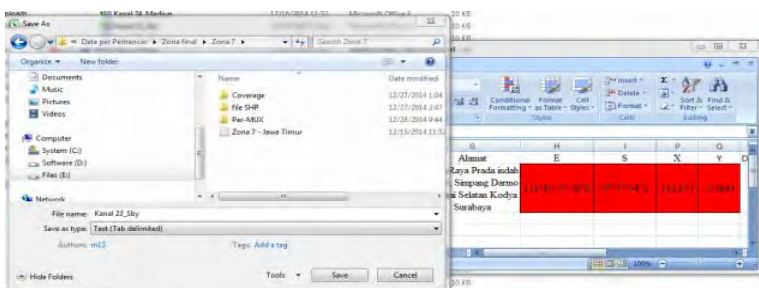 Save As
« Data per Pemancar ▸ Zona final ▸ Zona 7 ▸
Search Zona 7
Organize
New folder
Documents
Music
Pictures
Videos
Computer
System (C:)
Software (D:)
Files (E:)
Network
Name
Date modified
Coverage
12/27/2014 1:04
File SHP
12/27/2014 2:47
Per-MUX
12/28/2014 9:44
Zona 7 - Jawa Timur
12/15/2014 11:52
File name: Kanal 23_Sby
Save as type: Text (Tab delimited)
Authors: m13
Tags: Add a tag
Hide Folders
Tools
Save
Cancel
Conditional Formatting
Format as Table
Cell Styles
Styles
Insert
Delete
Format
Cells
Sort & Filter
Find & Select
Editing
G H I P Q
Alamat E S X Y D
Raya Prada indah
Simpang Darmo
ai Selatan Kodya
Surabaya
100%
10 KB